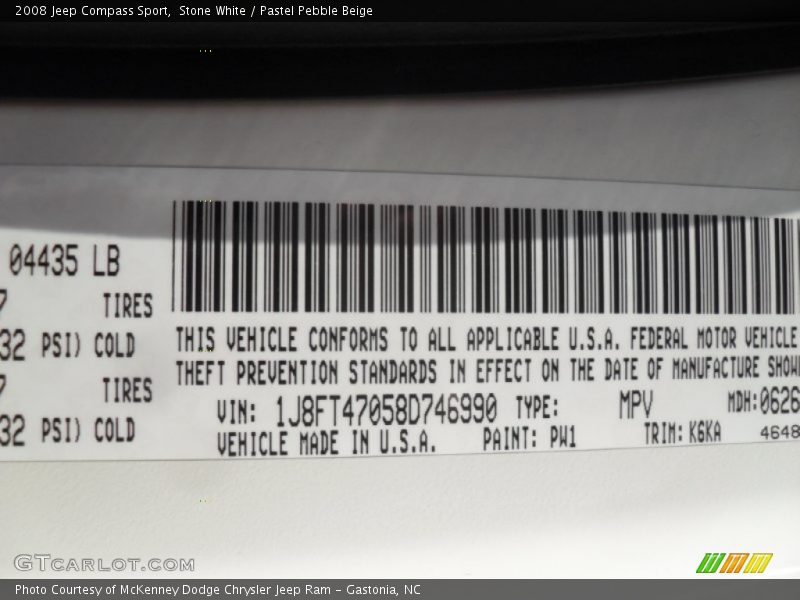 2008 Jeep Compass Sport,  Stone White / Pastel Pebble Beige
04435 LB
7 TIRES
32 PSI) COLD
7 TIRES
32 PSI) COLD
THIS VEHICLE CONFORMS TO ALL APPLICABLE U.S.A. FEDERAL MOTOR VEHICLE
THEFT PREVENTION STANDARDS IN EFFECT ON THE DATE OF MANUFACTURE SHOW
VIN: 1J8FT47058D746990 TYPE: MPV MDH:0626
VEHICLE MADE IN U.S.A. PAINT: PW1 TRIM: K6KA 4648
GTCARLOT.COM
Photo Courtesy of McKenney Dodge Chrysler Jeep Ram - Gastonia, NC